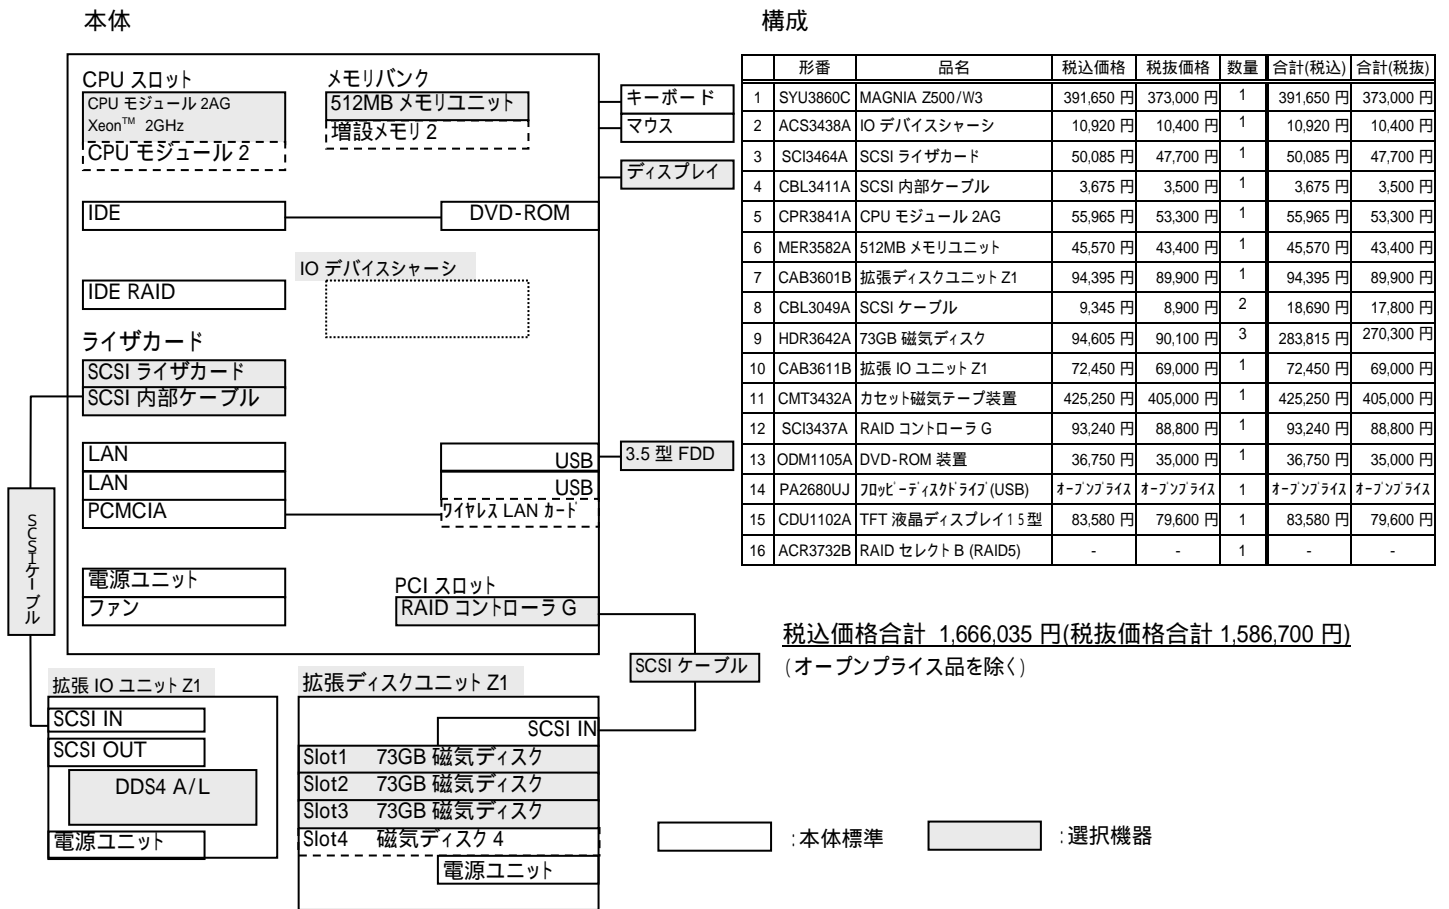 本体
CPU スロット
CPU モジュール 2AG
Xeon™ 2GHz
CPU モジュール 2
メモリバンク
512MB メモリユニット
増設メモリ 2
キーボード
マウス
ディスプレイ
IDE
DVD-ROM
IO デバイスシャーシ
IDE RAID
ライザカード
SCSI ライザカード
SCSI 内部ケーブル
LAN
LAN
PCMCIA
USB
USB
ワイヤレス LAN カード
3.5 型 FDD
SCSIケーブル
電源ユニット
ファン
PCI スロット
RAID コントローラ G
SCSI ケーブル
拡張 IO ユニット Z1
SCSI IN
SCSI OUT
DDS4 A/L
電源ユニット
拡張ディスクユニット Z1
SCSI IN
Slot1 73GB 磁気ディスク
Slot2 73GB 磁気ディスク
Slot3 73GB 磁気ディスク
Slot4 磁気ディスク 4
電源ユニット
構成
形番 品名 税込価格 税抜価格 数量 合計(税込) 合計(税抜)
1 SYU3860C MAGNIA Z500/W3 391,650 円 373,000 円 1 391,650 円 373,000 円
2 ACS3438A IO デバイスシャーシ 10,920 円 10,400 円 1 10,920 円 10,400 円
3 SCI3464A SCSI ライザカード 50,085 円 47,700 円 1 50,085 円 47,700 円
4 CBL3411A SCSI 内部ケーブル 3,675 円 3,500 円 1 3,675 円 3,500 円
5 CPR3841A CPU モジュール 2AG 55,965 円 53,300 円 1 55,965 円 53,300 円
6 MER3582A 512MB メモリユニット 45,570 円 43,400 円 1 45,570 円 43,400 円
7 CAB3601B 拡張ディスクユニット Z1 94,395 円 89,900 円 1 94,395 円 89,900 円
8 CBL3049A SCSI ケーブル 9,345 円 8,900 円 2 18,690 円 17,800 円
9 HDR3642A 73GB 磁気ディスク 94,605 円 90,100 円 3 283,815 円 270,300 円
10 CAB3611B 拡張 IO ユニット Z1 72,450 円 69,000 円 1 72,450 円 69,000 円
11 CMT3432A カセット磁気テープ装置 425,250 円 405,000 円 1 425,250 円 405,000 円
12 SCI3437A RAID コントローラ G 93,240 円 88,800 円 1 93,240 円 88,800 円
13 ODM1105A DVD-ROM 装置 36,750 円 35,000 円 1 36,750 円 35,000 円
14 PA2680UJ フロッピーディスクドライブ(USB) オープンプライス オープンプライス 1 オープンプライス オープンプライス
15 CDU1102A TFT 液晶ディスプレイ15型 83,580 円 79,600 円 1 83,580 円 79,600 円
16 ACR3732B RAID セレクト B (RAID5) - - 1 - -
税込価格合計 1,666,035 円(税抜価格合計 1,586,700 円)
(オープンプライス品を除く)
:本体標準
:選択機器